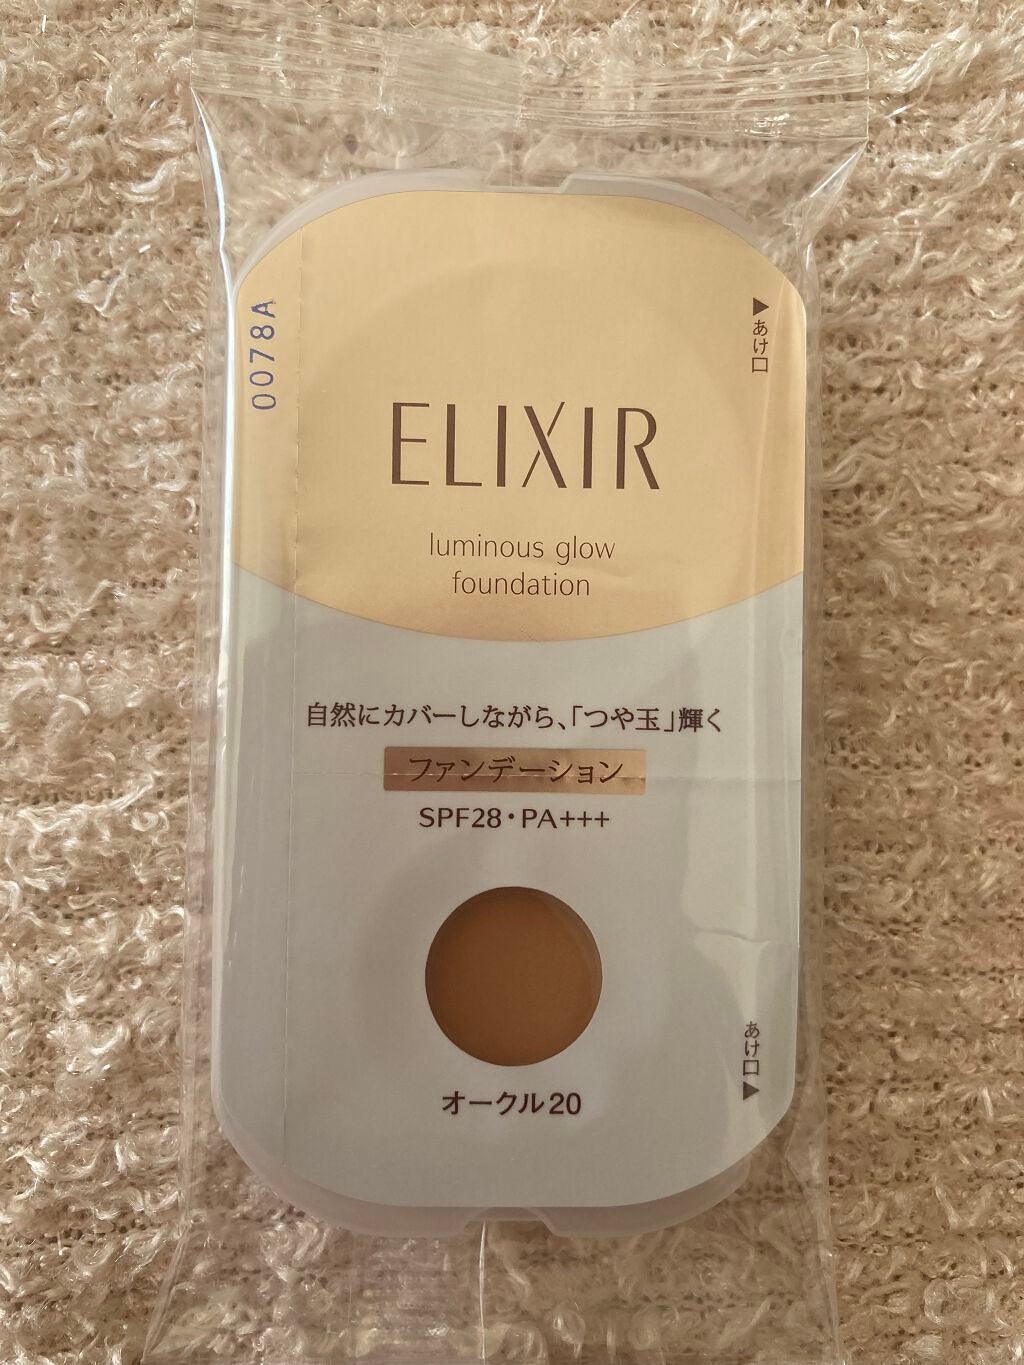 0078A
▶あけ口
ELIXIR
luminous glow
foundation
自然にカバーしながら、「つや玉」輝く
ファンデーション
SPF28・PA+++
オークル20
あけ口▶